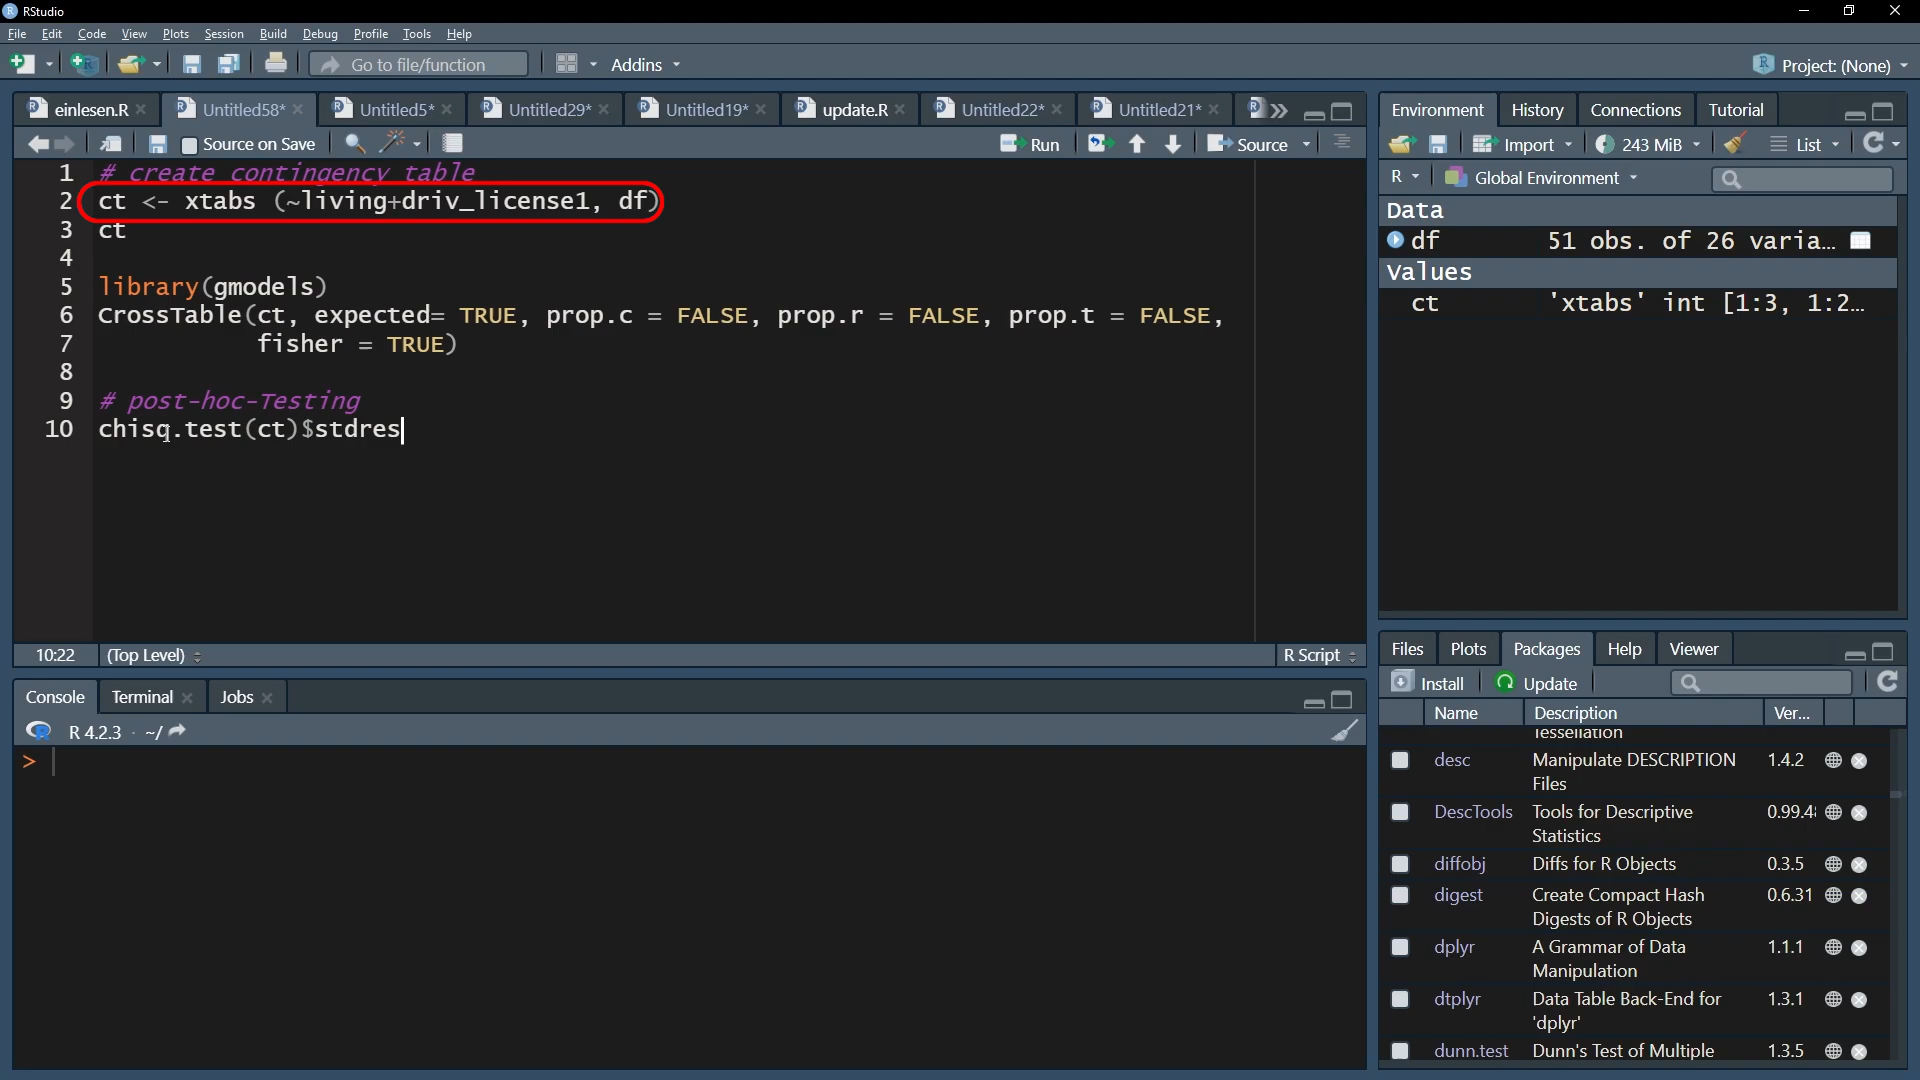 RStudio
File Edit Code View Plots Session Build Debug Profile Tools Help
Go to file/function Addins Project: (None)
einlesen.R Untitled58* Untitled5* Untitled29* Untitled19* update.R Untitled22* Untitled21*
Source on Save Run Source
1 # create contingency table
2 ct <- xtabs (~living+driv_license1, df)
3 ct
4
5 library(gmodels)
6 CrossTable(ct, expected= TRUE, prop.c = FALSE, prop.r = FALSE, prop.t = FALSE,
7 fisher = TRUE)
8
9 # post-hoc-Testing
10 chisq.test(ct)$stdres
10:22 (Top Level) R Script
Console Terminal Jobs
R 4.2.3 · ~/
>
Environment History Connections Tutorial
Import 243 MiB List
R Global Environment
Data
df 51 obs. of 26 varia...
Values
ct 'xtabs' int [1:3, 1:2...
Files Plots Packages Help Viewer
Install Update
Name Description Ver...
Tessellation
desc Manipulate DESCRIPTION 1.4.2
Files
DescTools Tools for Descriptive 0.99.4
Statistics
diffobj Diffs for R Objects 0.3.5
digest Create Compact Hash 0.6.31
Digests of R Objects
dplyr A Grammar of Data 1.1.1
Manipulation
dtplyr Data Table Back-End for 1.3.1
'dplyr'
dunn.test Dunn's Test of Multiple 1.3.5